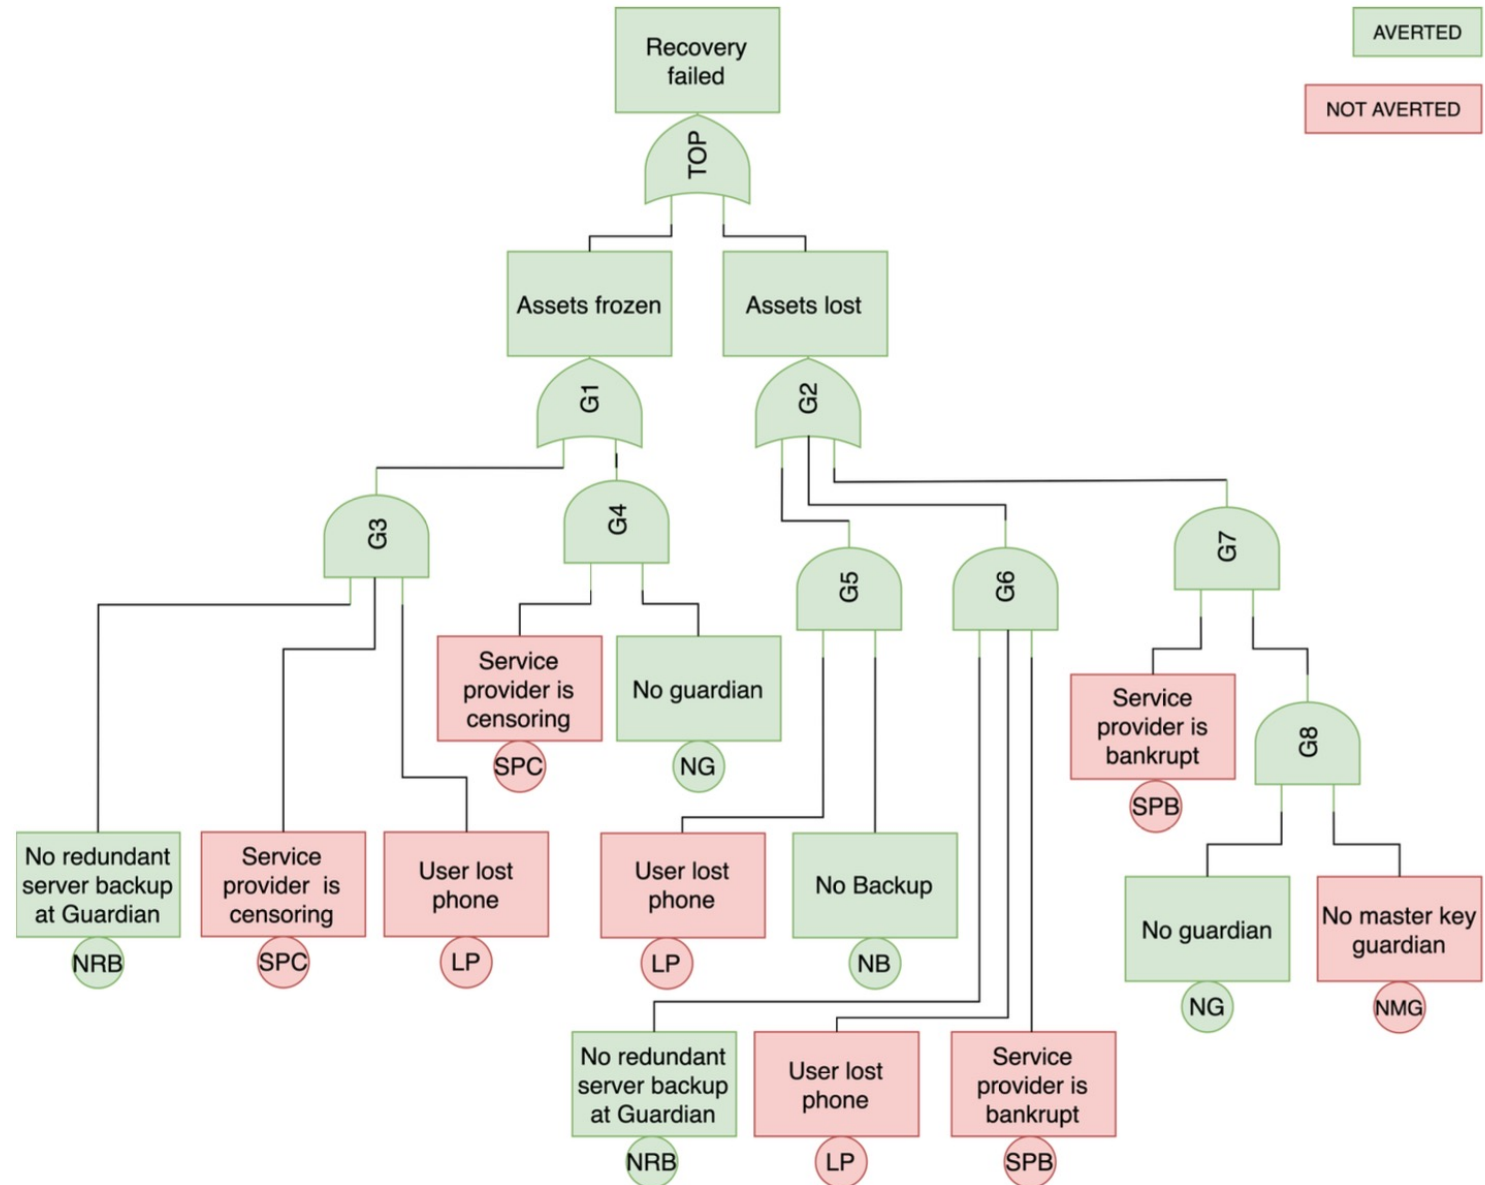 Recovery
failed
AVERTED
NOT AVERTED
TOP
Assets frozen
Assets lost
G1
G2
G3
G4
G5
G6
G7
Service
provider is
censoring
SPC
No guardian
NG
Service
provider is
bankrupt
SPB
G8
No redundant
server backup
at Guardian
NRB
Service
provider is
censoring
SPC
User lost
phone
LP
User lost
phone
LP
No Backup
NB
No guardian
NG
No master key
guardian
NMG
No redundant
server backup
at Guardian
NRB
User lost
phone
LP
Service
provider is
bankrupt
SPB